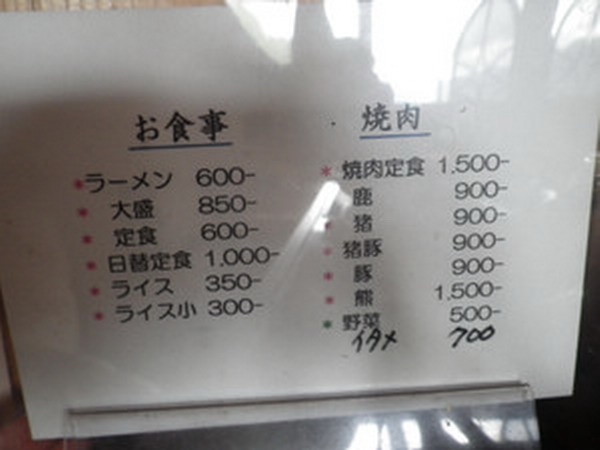 お食事
ラーメン 600-
大盛 850-
定食 600-
日替定食 1.000-
ライス 350-
ライス小 300-
焼肉
焼肉定食 1.500-
鹿 900-
猪 900-
猪豚 900-
豚 900-
熊 1.500-
野菜 500-
イタメ 700